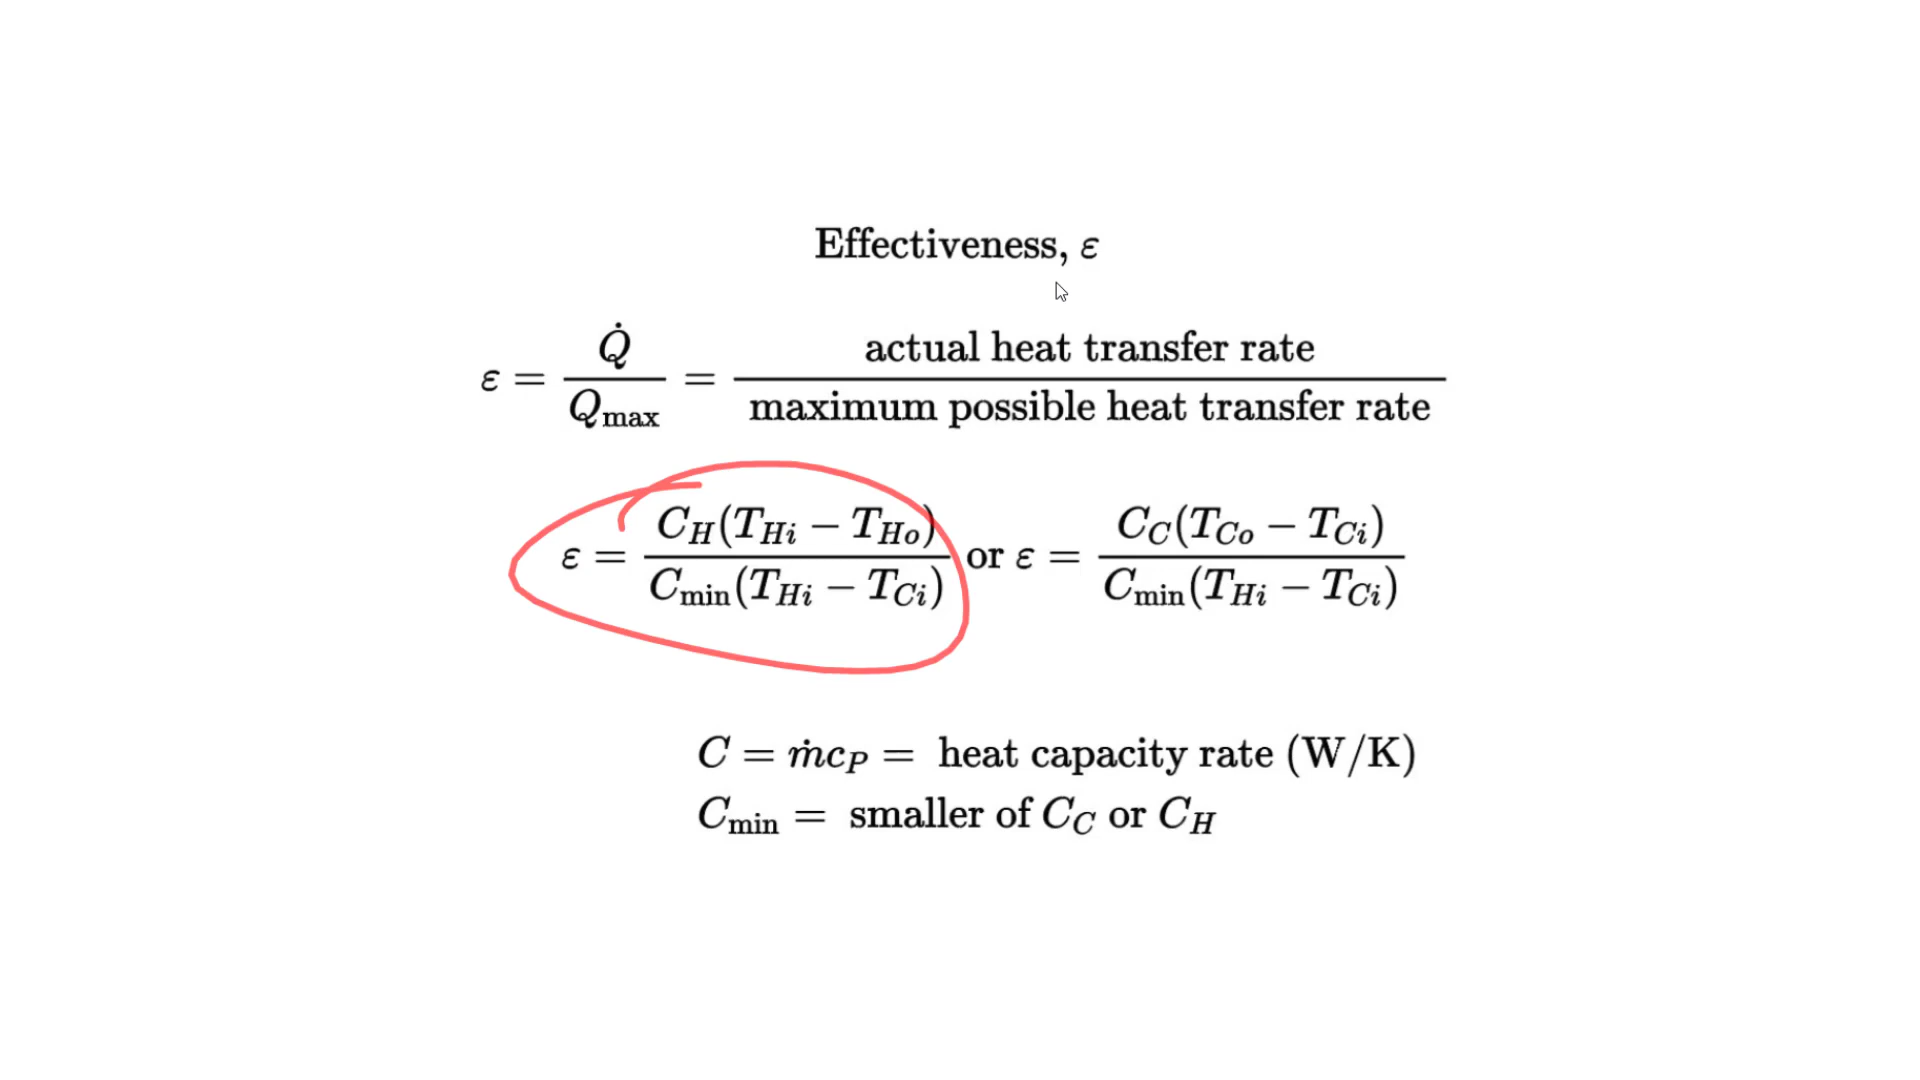 Effectiveness, ε
ε = Q̇ / Qmax = actual heat transfer rate / maximum possible heat transfer rate
ε = C_H(T_Hi − T_Ho) / C_min(T_Hi − T_Ci) or ε = C_C(T_Co − T_Ci) / C_min(T_Hi − T_Ci)
C = ṁc_P = heat capacity rate (W/K)
C_min = smaller of C_C or C_H